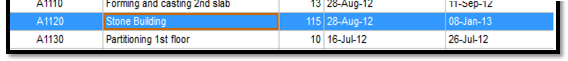 A1110 Forming and casting 2nd slab 13 28-Aug-12 11-Sep-12
A1120 Stone Building 115 28-Aug-12 08-Jan-13
A1130 Partitioning 1st floor 10 16-Jul-12 26-Jul-12